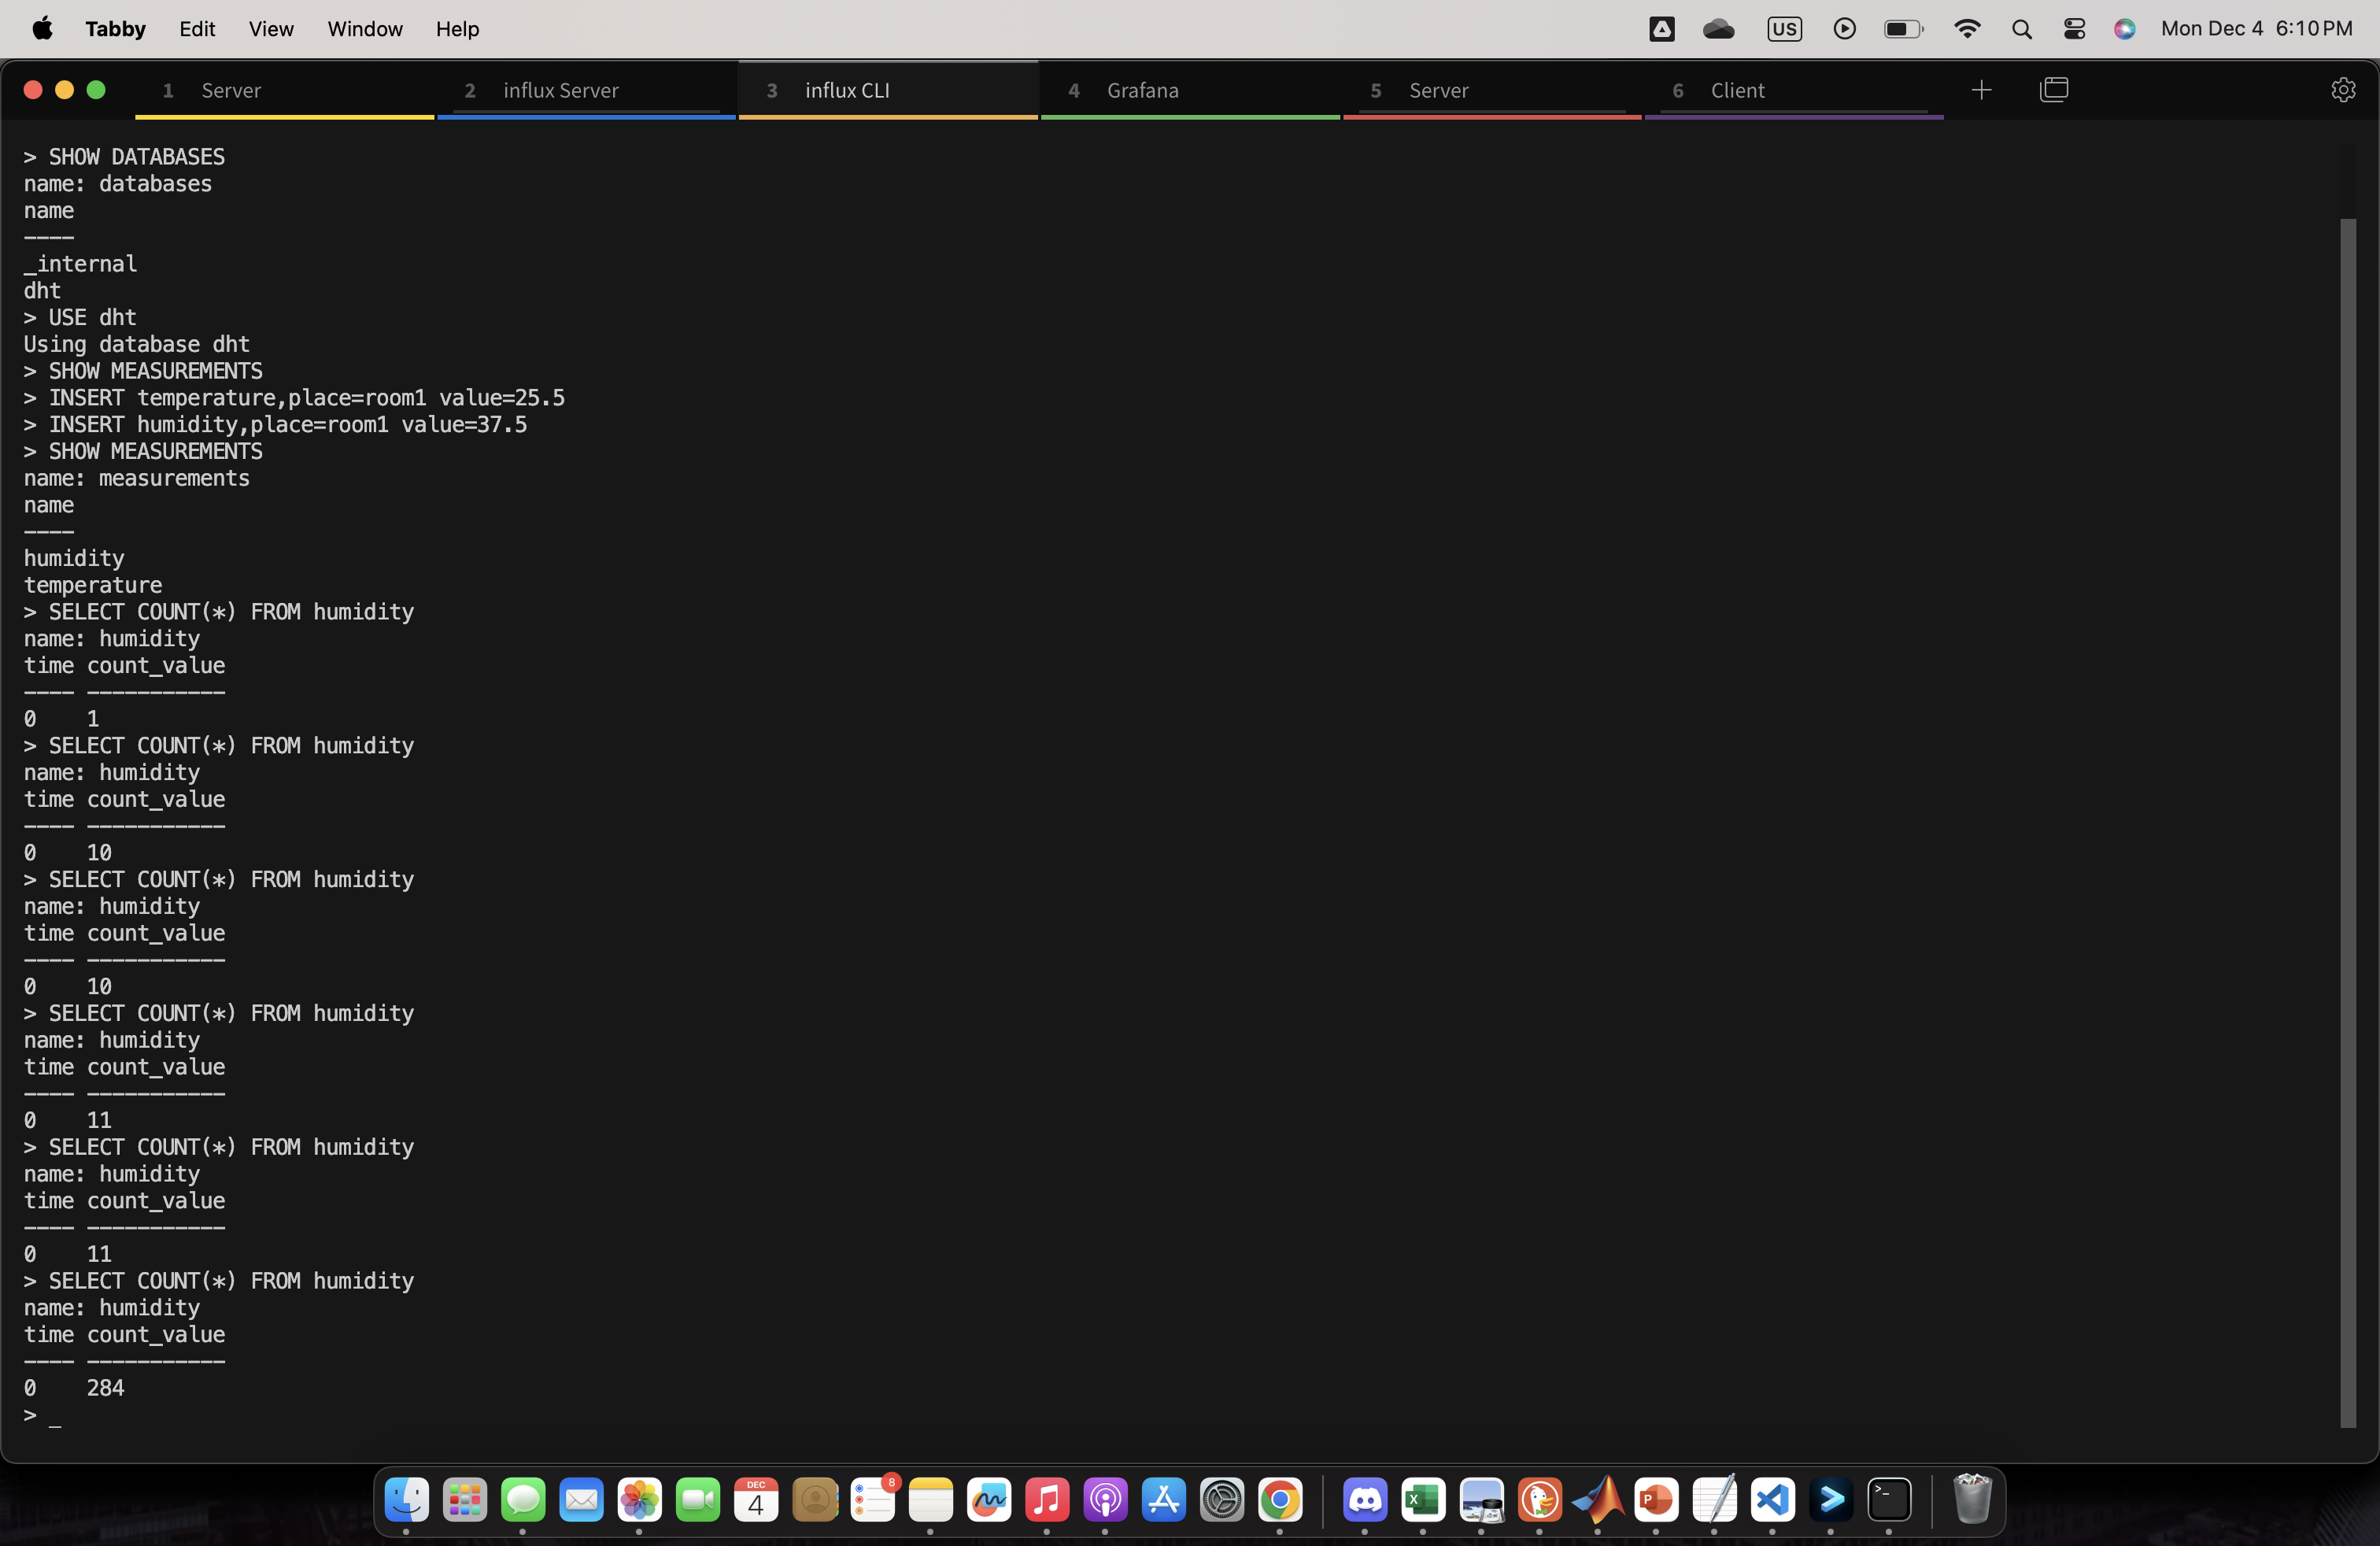 Tabby Edit View Window Help US Mon Dec 4 6:10 PM
1 Server 2 influx Server 3 influx CLI 4 Grafana 5 Server 6 Client
> SHOW DATABASES
name: databases
name
----
_internal
dht
> USE dht
Using database dht
> SHOW MEASUREMENTS
> INSERT temperature,place=room1 value=25.5
> INSERT humidity,place=room1 value=37.5
> SHOW MEASUREMENTS
name: measurements
name
----
humidity
temperature
> SELECT COUNT(*) FROM humidity
name: humidity
time count_value
---- -----------
0    1
> SELECT COUNT(*) FROM humidity
name: humidity
time count_value
---- -----------
0    10
> SELECT COUNT(*) FROM humidity
name: humidity
time count_value
---- -----------
0    10
> SELECT COUNT(*) FROM humidity
name: humidity
time count_value
---- -----------
0    11
> SELECT COUNT(*) FROM humidity
name: humidity
time count_value
---- -----------
0    11
> SELECT COUNT(*) FROM humidity
name: humidity
time count_value
---- -----------
0    284
> _
DEC
4
8
X
P
>_